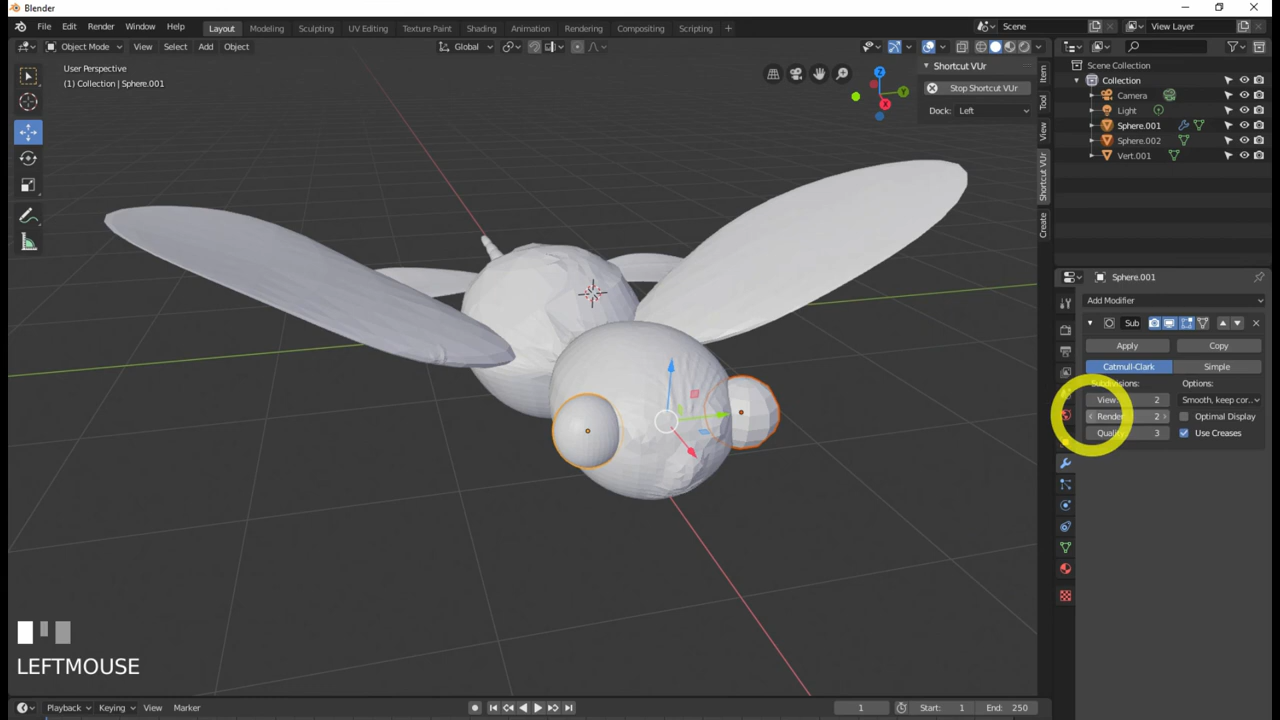 Blender
File Edit Render Window Help
Layout Modeling Sculpting UV Editing Texture Paint Shading Animation Rendering Compositing Scripting +
Scene
View Layer
Object Mode View Select Add Object
Global
User Perspective
(1) Collection | Sphere.001
Z
Y
X
Shortcut VUr
Stop Shortcut VUr
Dock: Left
Item
Tool
View
Shortcut VUr
Create
Scene Collection
Collection
Camera
Light
Sphere.001
Sphere.002
Vert.001
Sphere.001
Add Modifier
Sub
Apply Copy
Catmull-Clark Simple
Subdivisions: Options:
View 2 Smooth, keep cor..
Render 2 Optimal Display
Quality 3 Use Creases
LEFTMOUSE
Playback Keying View Marker
1 Start: 1 End: 250